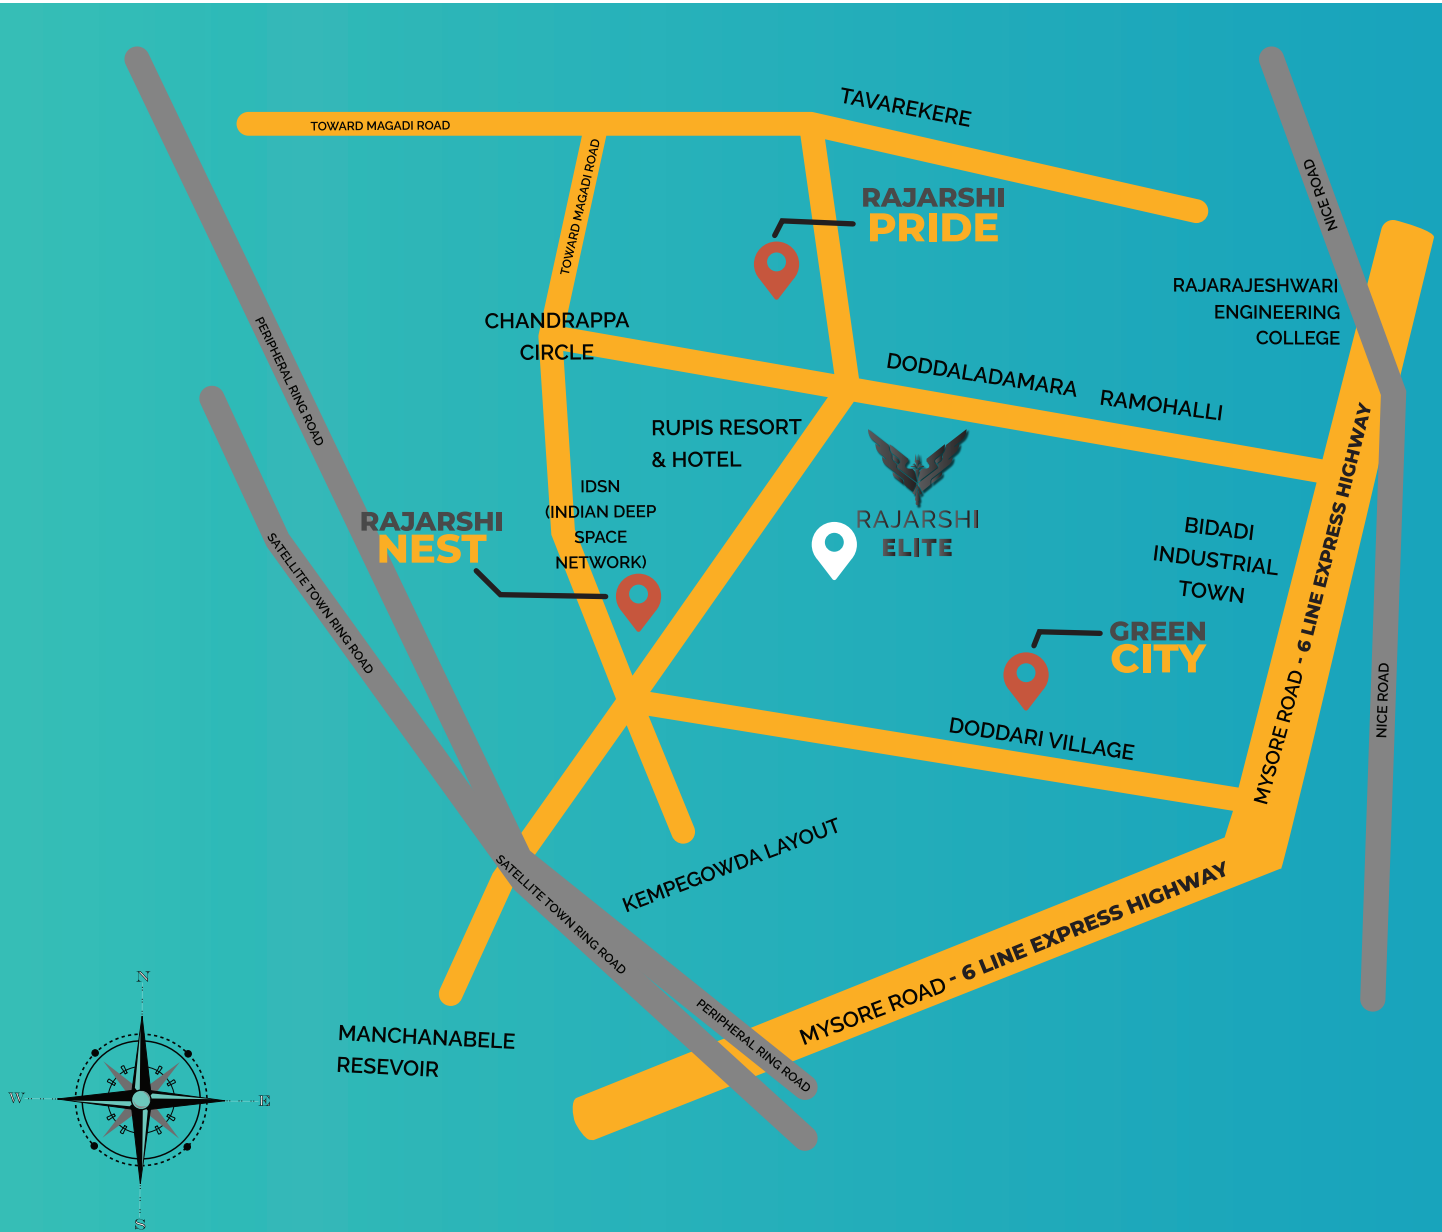 TAVAREKERE
TOWARD MAGADI ROAD
TOWARD MAGADI ROAD
NICE ROAD
RAJARSHI
PRIDE
RAJARAJESHWARI
ENGINEERING
COLLEGE
CHANDRAPPA
CIRCLE
PERIPHERAL RING ROAD
DODDALADAMARA
RAMOHALLI
RUPIS RESORT
& HOTEL
MYSORE ROAD - 6 LINE EXPRESS HIGHWAY
IDSN
(INDIAN DEEP
SPACE
NETWORK)
RAJARSHI
NEST
RAJARSHI
ELITE
BIDADI
INDUSTRIAL
TOWN
SATELLITE TOWN RING ROAD
GREEN
CITY
NICE ROAD
DODDARI VILLAGE
KEMPEGOWDA LAYOUT
SATELLITE TOWN RING ROAD
MYSORE ROAD - 6 LINE EXPRESS HIGHWAY
PERIPHERAL RING ROAD
MANCHANABELE
RESEVOIR
N
W
E
S